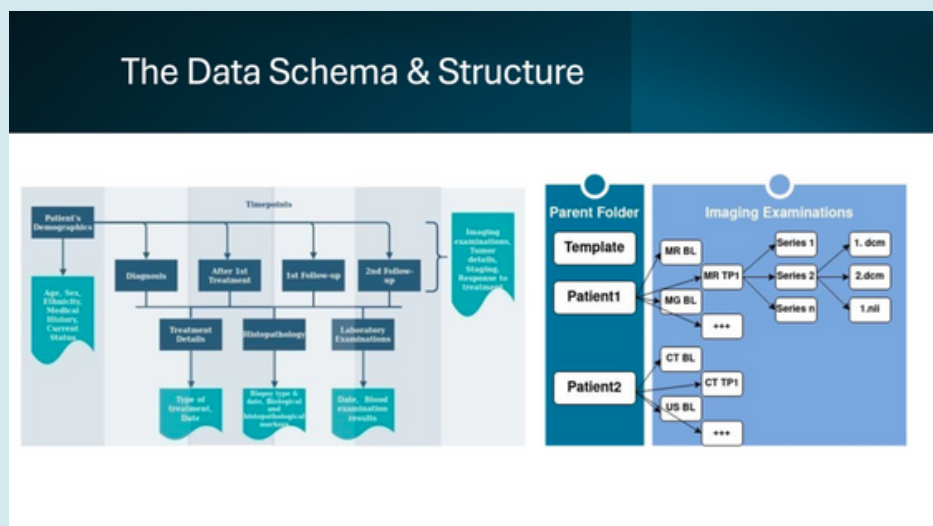 The Data Schema & Structure
Timepoints
Patient's
Demographics
Diagnosis
After 1st
Treatment
1st Follow-up
2nd Follow-
up
Imaging
examinations,
Tumor
details,
Staging,
Response to
treatment
Age, Sex,
Ethnicity,
Medical
History,
Current
Status
Treatment
Details
Histopathology
Laboratory
Examinations
Type of
treatment,
Date
Biopsy type &
date, Biological
and
histopathological
markers
Date, Blood
examination
results
Parent Folder
Template
Patient1
Patient2
Imaging Examinations
MR BL
MR TP1
MG BL
+++
Series 1
Series 2
Series n
1. dcm
2.dcm
1.nii
CT BL
CT TP1
US BL
+++